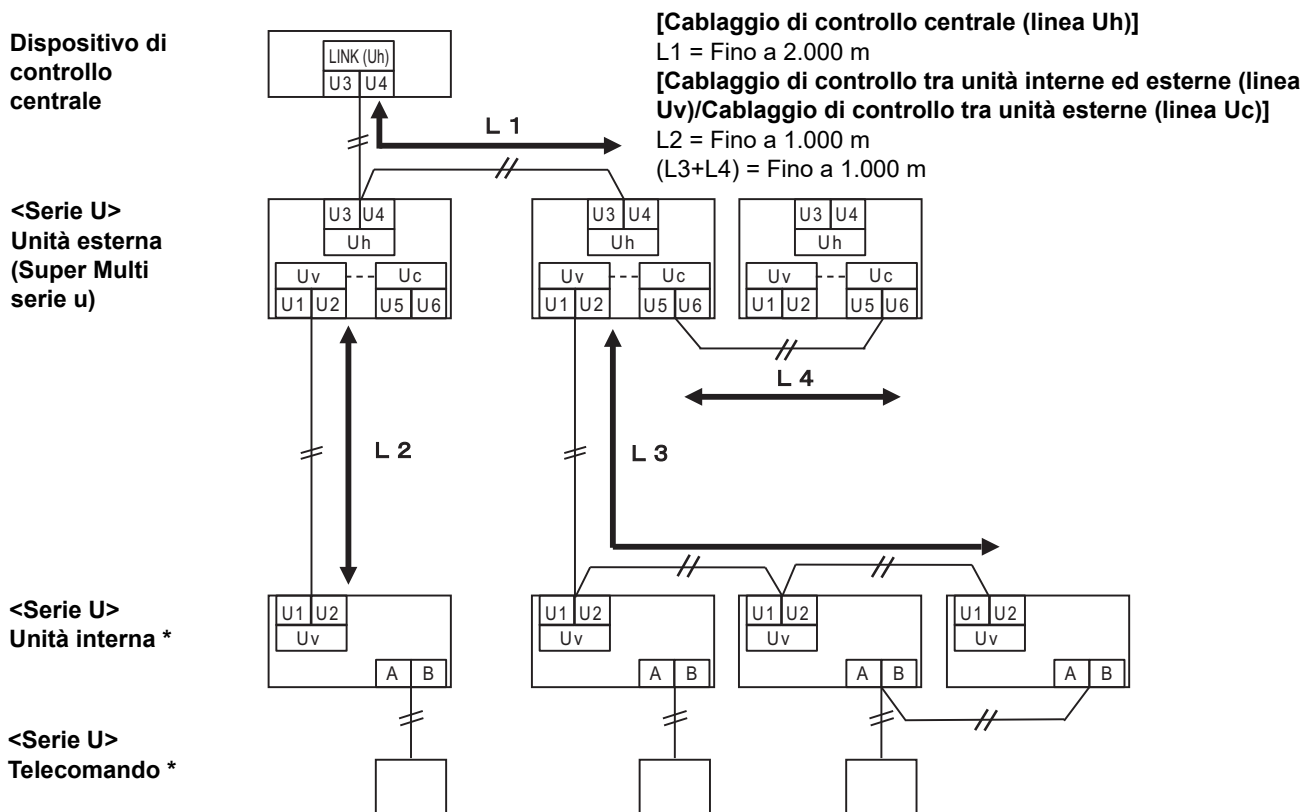 Dispositivo di
controllo
centrale
LINK (Uh)
U3 U4
[Cablaggio di controllo centrale (linea Uh)]
L1 = Fino a 2.000 m
[Cablaggio di controllo tra unità interne ed esterne (linea
Uv)/Cablaggio di controllo tra unità esterne (linea Uc)]
L2 = Fino a 1.000 m
(L3+L4) = Fino a 1.000 m
L 1
<Serie U>
Unità esterna
(Super Multi
serie u)
U3 U4
Uh
Uv Uc
U1 U2 U5 U6
U3 U4
Uh
Uv Uc
U1 U2 U5 U6
U3 U4
Uh
Uv Uc
U1 U2 U5 U6
L 4
L 2
L 3
<Serie U>
Unità interna *
U1 U2
Uv
A B
U1 U2
Uv
A B
U1 U2
Uv
A B
U1 U2
Uv
A B
<Serie U>
Telecomando *